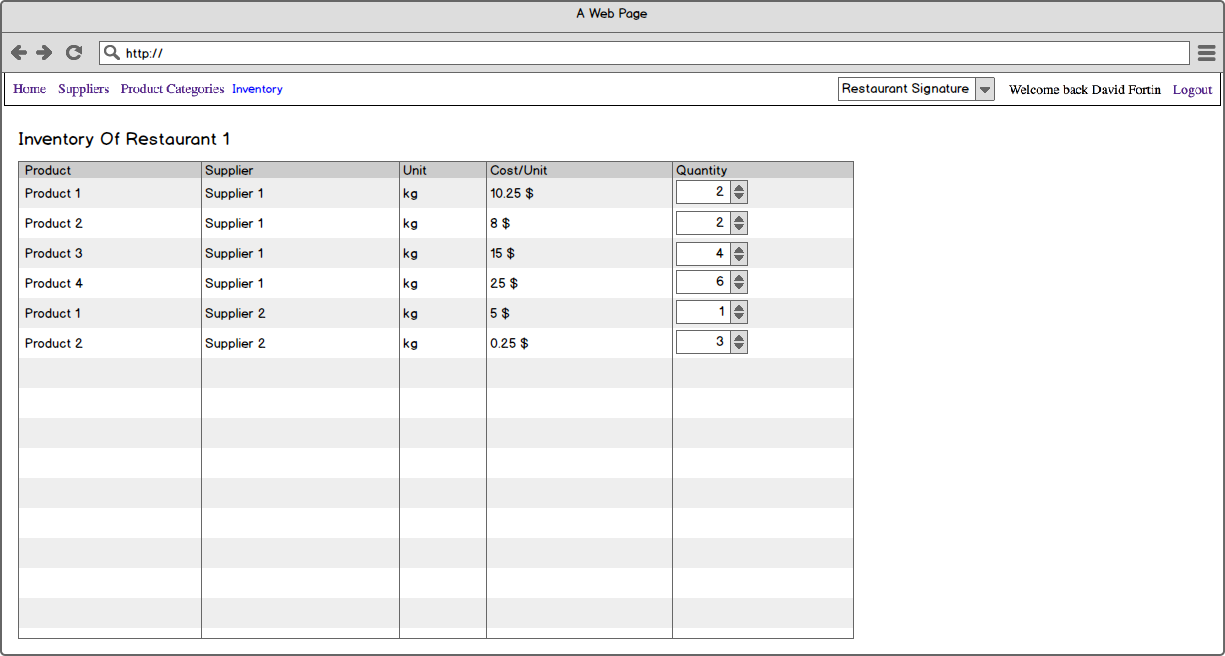 A Web Page
http://
Home Suppliers Product Categories Inventory Restaurant Signature Welcome back David Fortin Logout
Inventory Of Restaurant 1
Product Supplier Unit Cost/Unit Quantity
Product 1 Supplier 1 kg 10.25 $ 2
Product 2 Supplier 1 kg 8 $ 2
Product 3 Supplier 1 kg 15 $ 4
Product 4 Supplier 1 kg 25 $ 6
Product 1 Supplier 2 kg 5 $ 1
Product 2 Supplier 2 kg 0.25 $ 3